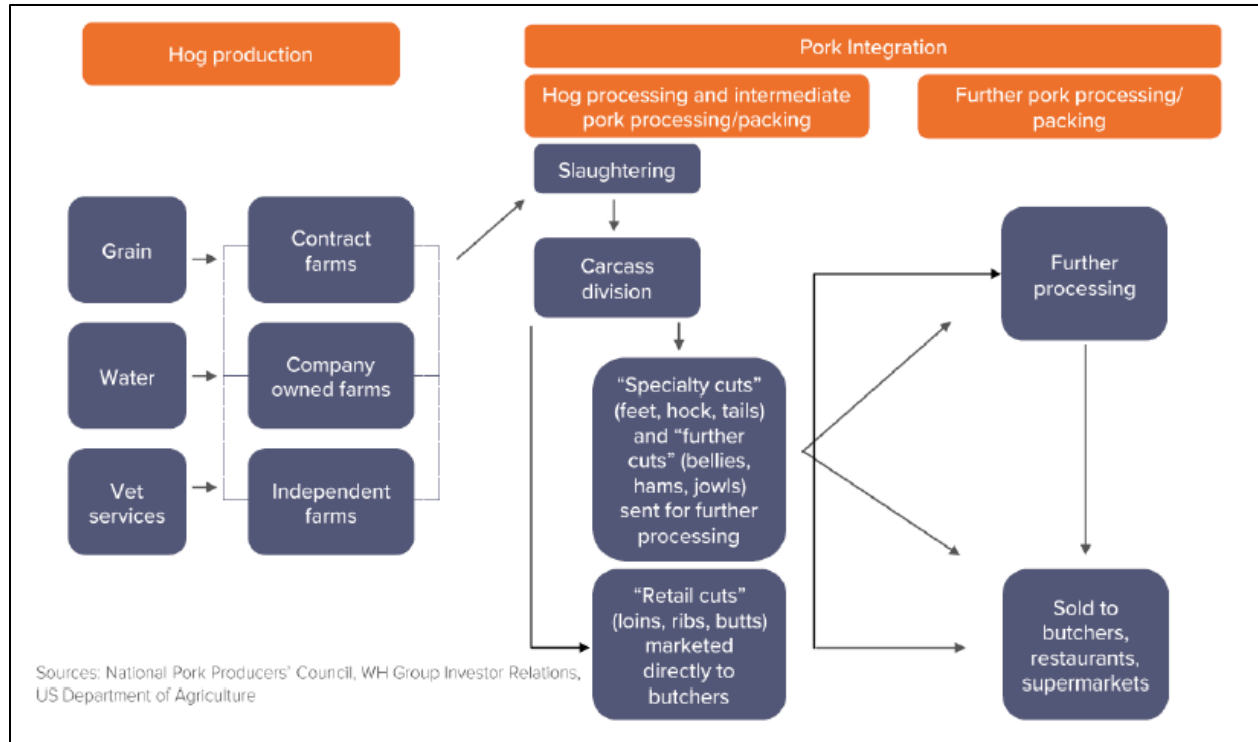 Hog production
Pork Integration
Hog processing and intermediate
pork processing/packing
Further pork processing/
packing
Slaughtering
Grain
Contract
farms
Carcass
division
Further
processing
Water
Company
owned farms
"Specialty cuts"
(feet, hock, tails)
and "further
cuts" (bellies,
hams, jowls)
sent for further
processing
Vet
services
Independent
farms
"Retail cuts"
(loins, ribs, butts)
marketed
directly to
butchers
Sold to
butchers,
restaurants,
supermarkets
Sources: National Pork Producers' Council, WH Group Investor Relations,
US Department of Agriculture